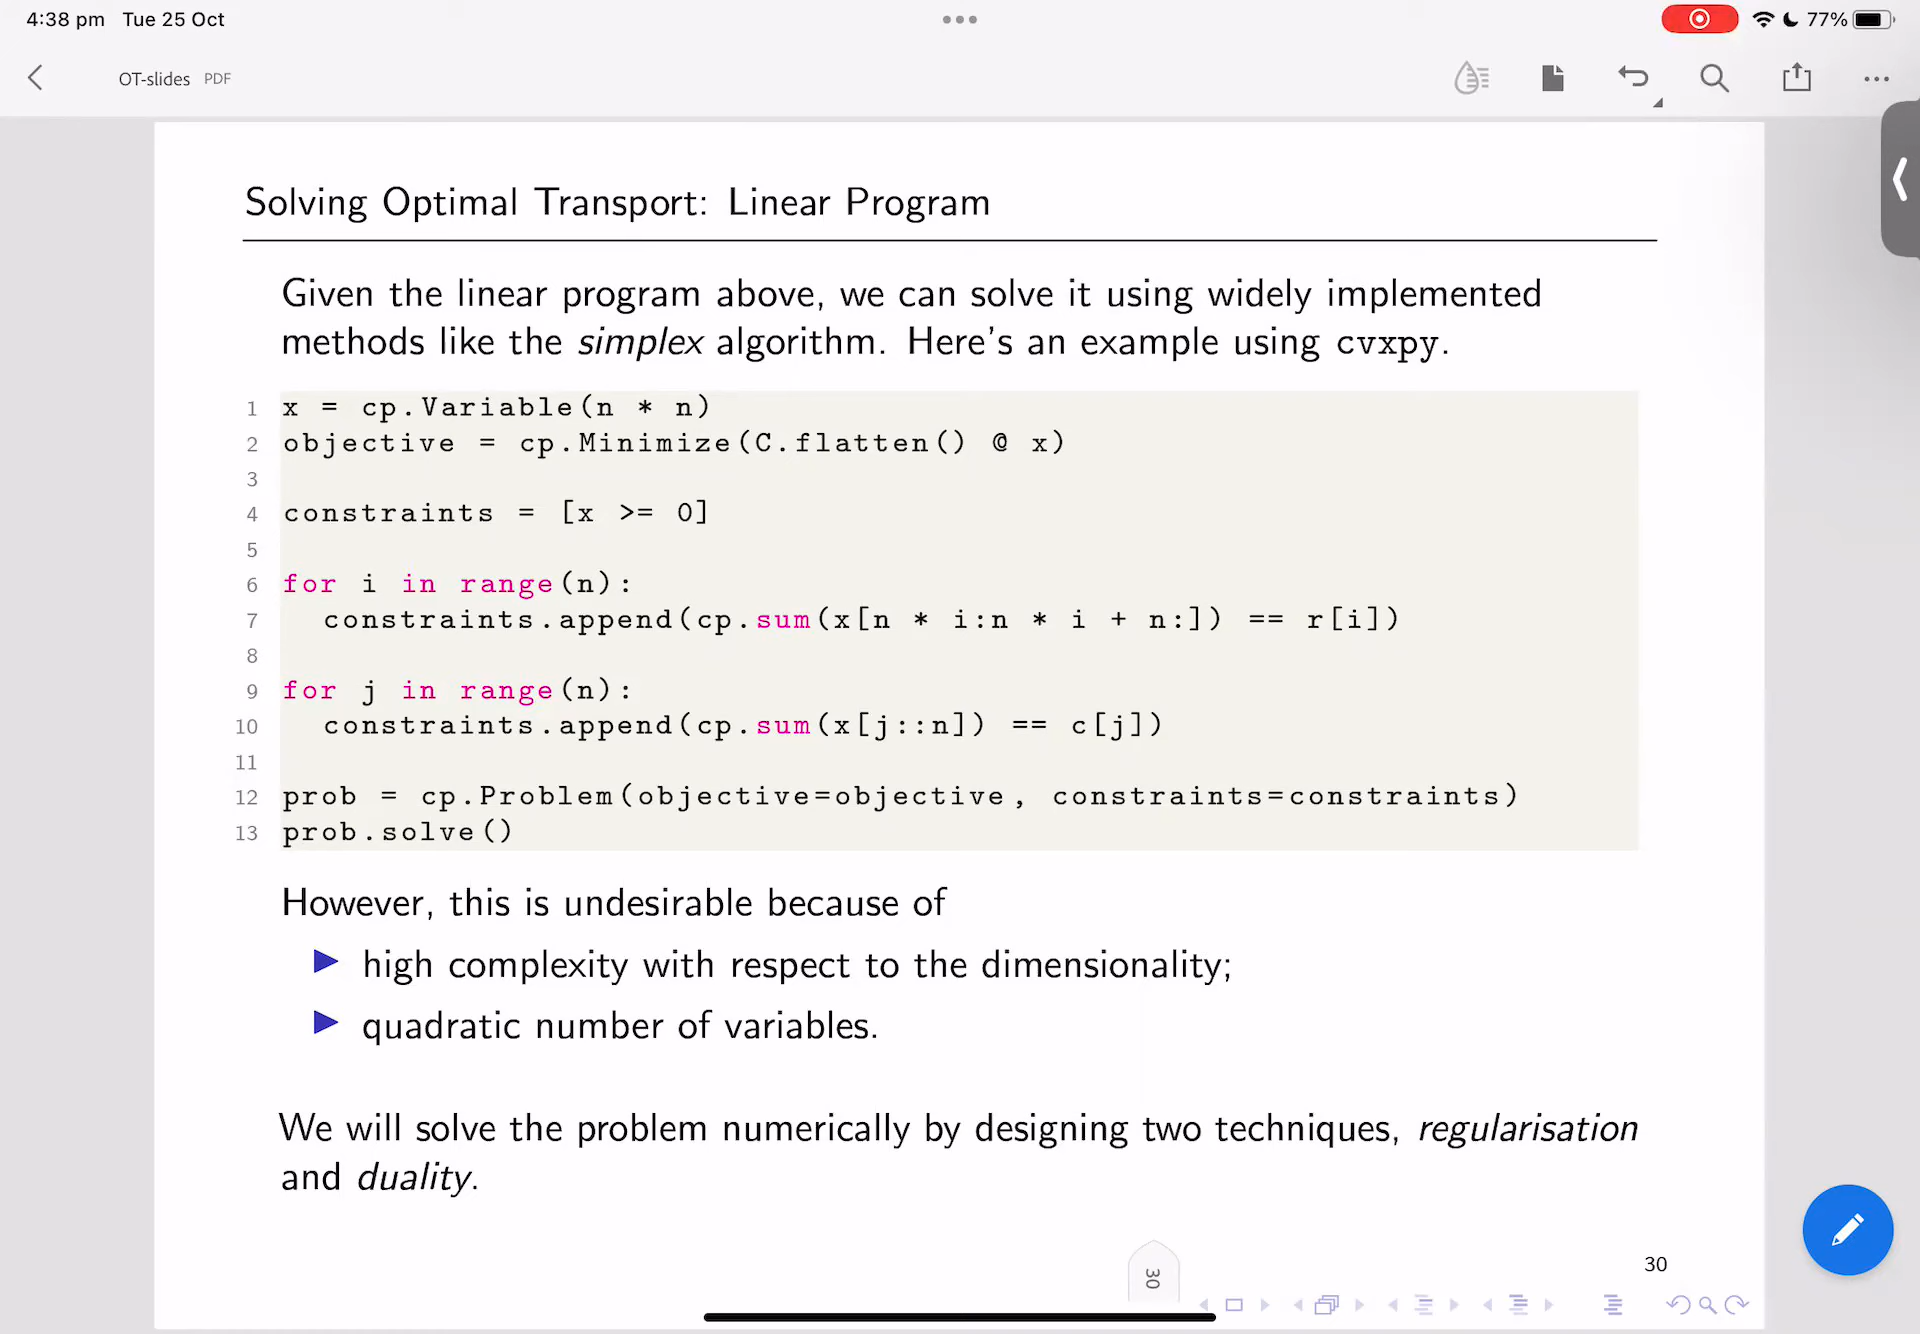 4:38 pm Tue 25 Oct
77%
OT-slides PDF
Solving Optimal Transport: Linear Program
Given the linear program above, we can solve it using widely implemented
methods like the simplex algorithm. Here's an example using cvxpy.
1 x = cp.Variable(n * n)
2 objective = cp.Minimize(C.flatten() @ x)
3
4 constraints = [x >= 0]
5
6 for i in range(n):
7 constraints.append(cp.sum(x[n * i:n * i + n:]) == r[i])
8
9 for j in range(n):
10 constraints.append(cp.sum(x[j::n]) == c[j])
11
12 prob = cp.Problem(objective=objective, constraints=constraints)
13 prob.solve()
However, this is undesirable because of
high complexity with respect to the dimensionality;
quadratic number of variables.
We will solve the problem numerically by designing two techniques, regularisation
and duality.
30
30